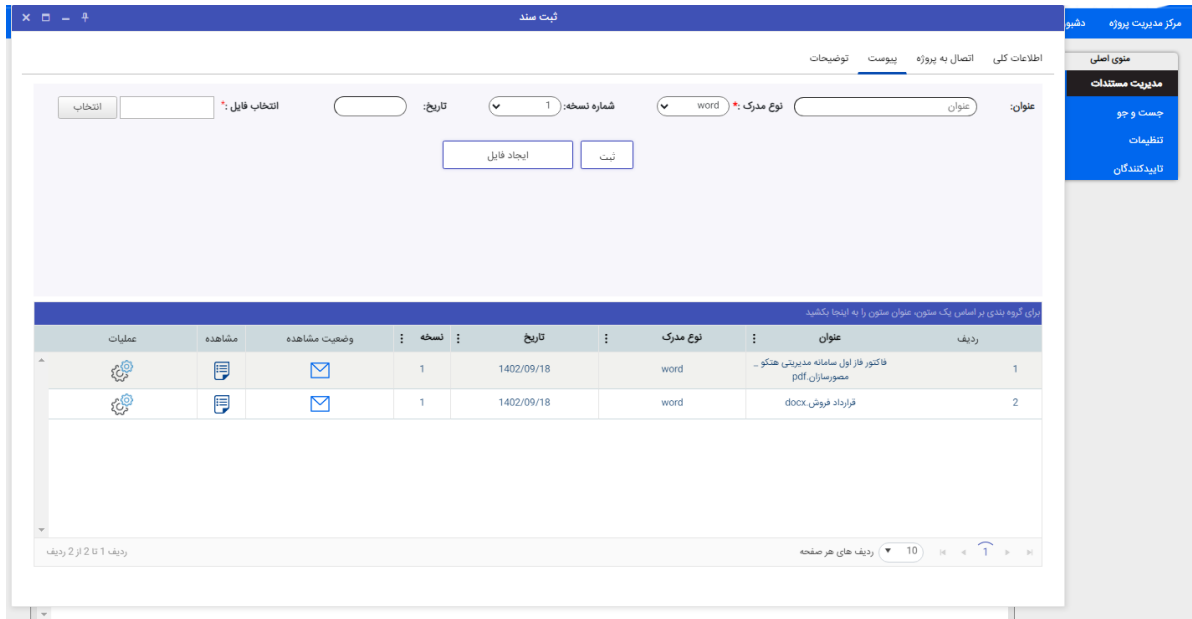 ثبت سند
مرکز مدیریت پروژه
منوی اصلی
مدیریت مستندات
جست و جو
تنظیمات
تاییدکنندگان
اطلاعات کلی
اتصال به پروژه
پیوست
توضیحات
عنوان:
عنوان
نوع مدرک :*
word
شماره نسخه:
1
تاریخ:
انتخاب فایل :*
انتخاب
ثبت
ایجاد فایل
برای گروه بندی بر اساس یک ستون، عنوان ستون را به اینجا بکشید
ردیف عنوان نوع مدرک تاریخ نسخه وضعیت مشاهده مشاهده عملیات
1 فاکتور فاز اول سامانه مدیریتی هتکو _ word 1402/09/18 1
مصورسازان.pdf
2 قرارداد فروش.docx word 1402/09/18 1
1
10 ردیف های هر صفحه
ردیف 1 تا 2 از 2 ردیف